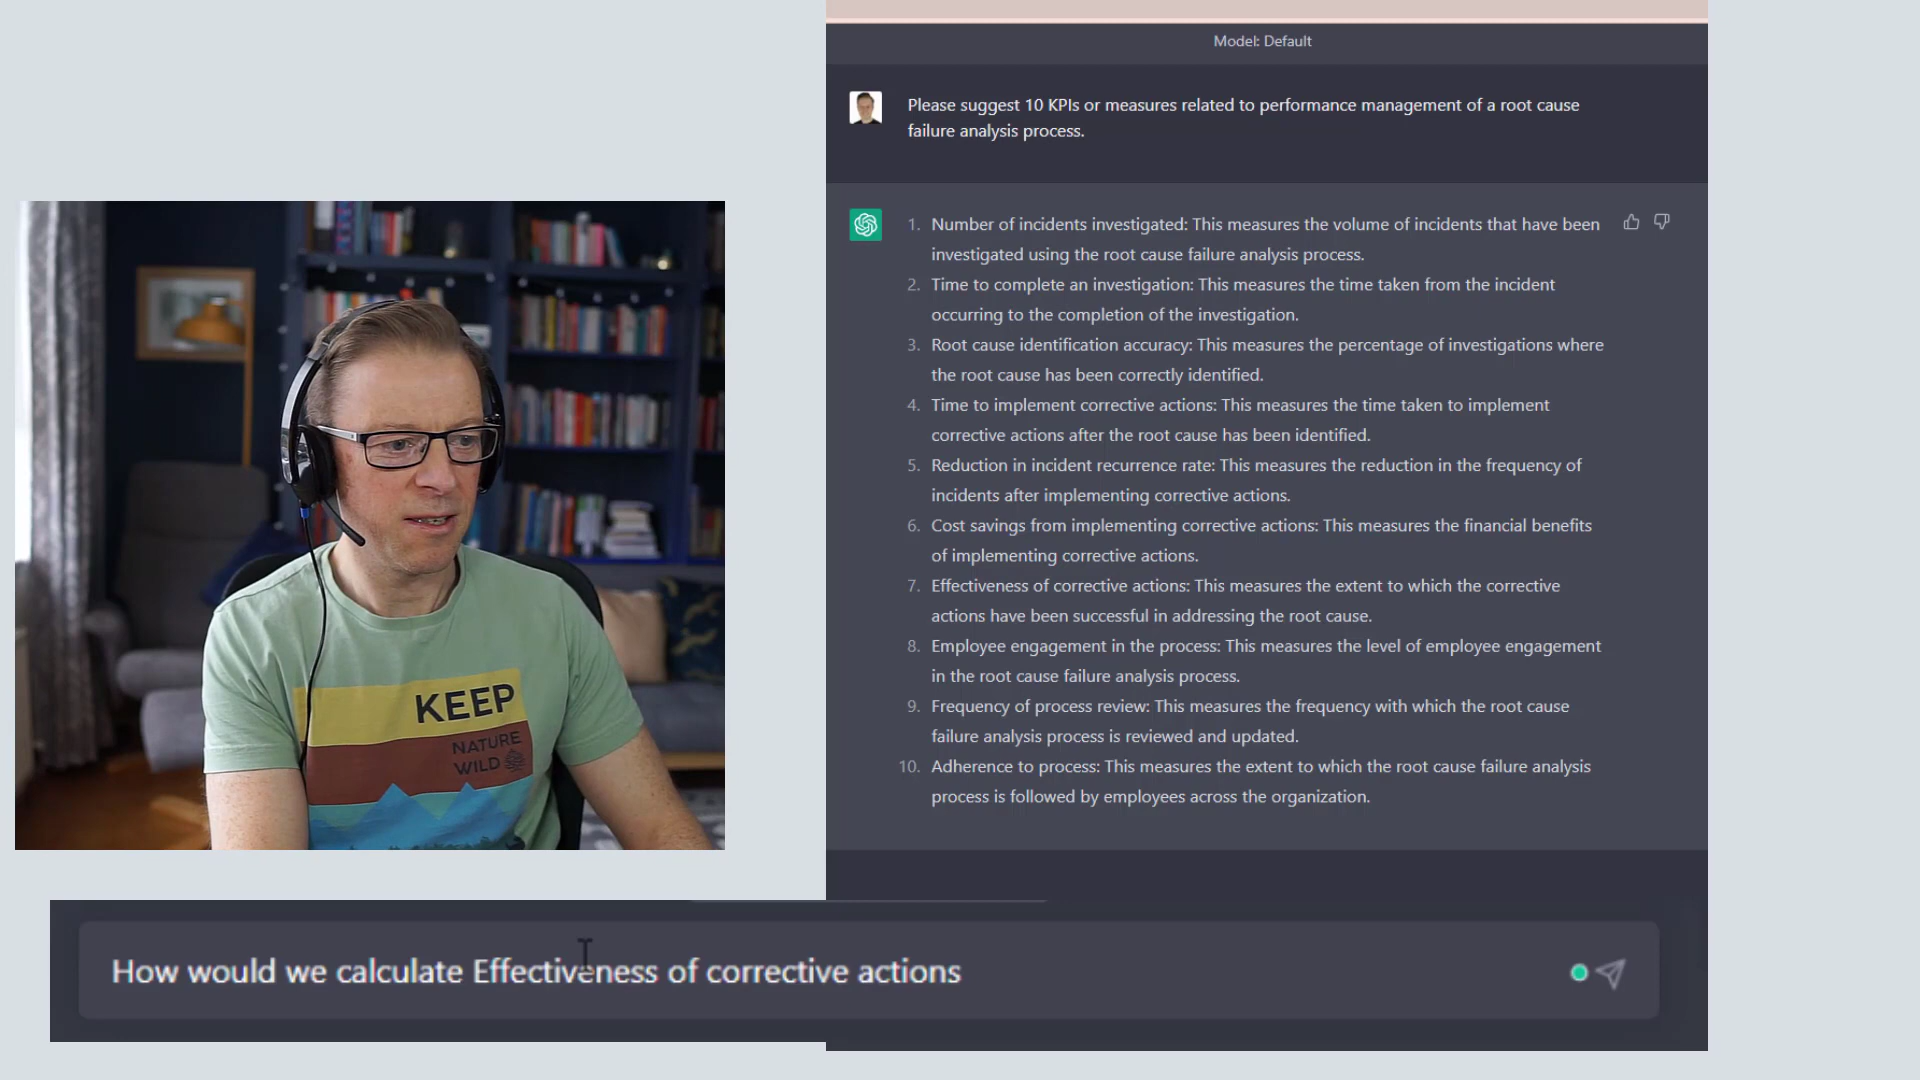 Model: Default
Please suggest 10 KPIs or measures related to performance management of a root cause
failure analysis process.
1. Number of incidents investigated: This measures the volume of incidents that have been
investigated using the root cause failure analysis process.
2. Time to complete an investigation: This measures the time taken from the incident
occurring to the completion of the investigation.
3. Root cause identification accuracy: This measures the percentage of investigations where
the root cause has been correctly identified.
4. Time to implement corrective actions: This measures the time taken to implement
corrective actions after the root cause has been identified.
5. Reduction in incident recurrence rate: This measures the reduction in the frequency of
incidents after implementing corrective actions.
6. Cost savings from implementing corrective actions: This measures the financial benefits
of implementing corrective actions.
7. Effectiveness of corrective actions: This measures the extent to which the corrective
actions have been successful in addressing the root cause.
8. Employee engagement in the process: This measures the level of employee engagement
in the root cause failure analysis process.
9. Frequency of process review: This measures the frequency with which the root cause
failure analysis process is reviewed and updated.
10. Adherence to process: This measures the extent to which the root cause failure analysis
process is followed by employees across the organization.
KEEP
NATURE
WILD
How would we calculate Effectiveness of corrective actions